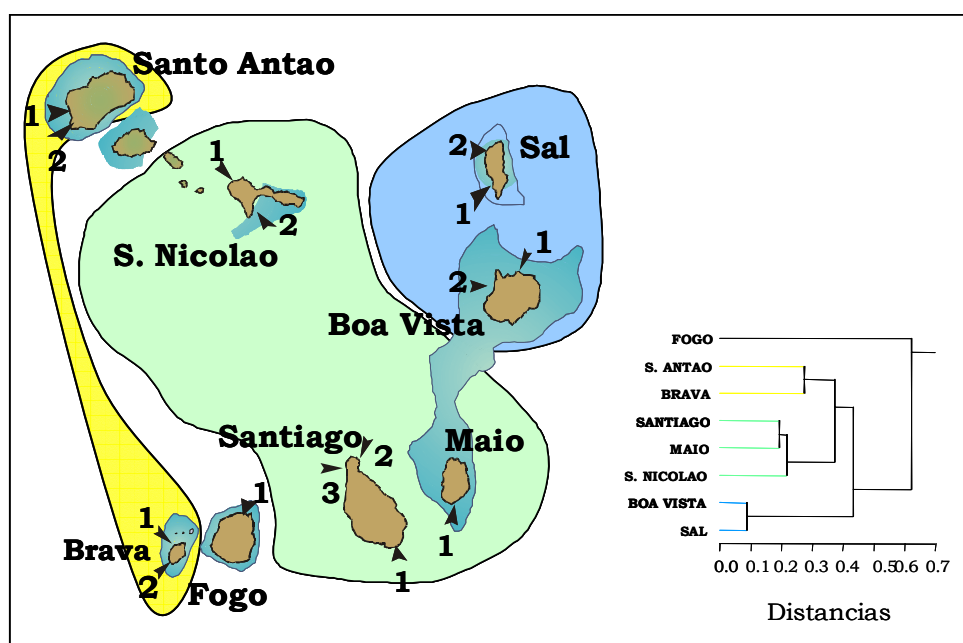 Santo Antao
1
2
1
2
S. Nicolao
2
Sal
1
1
2
Boa Vista
Santiago
2
3
1
Maio
1
1
Brava
2
1
Fogo
FOGO
S. ANTAO
BRAVA
SANTIAGO
MAIO
S. NICOLAO
BOA VISTA
SAL
0.0 0.1 0.2 0.3 0.4 0.5 0.6 0.7
Distancias